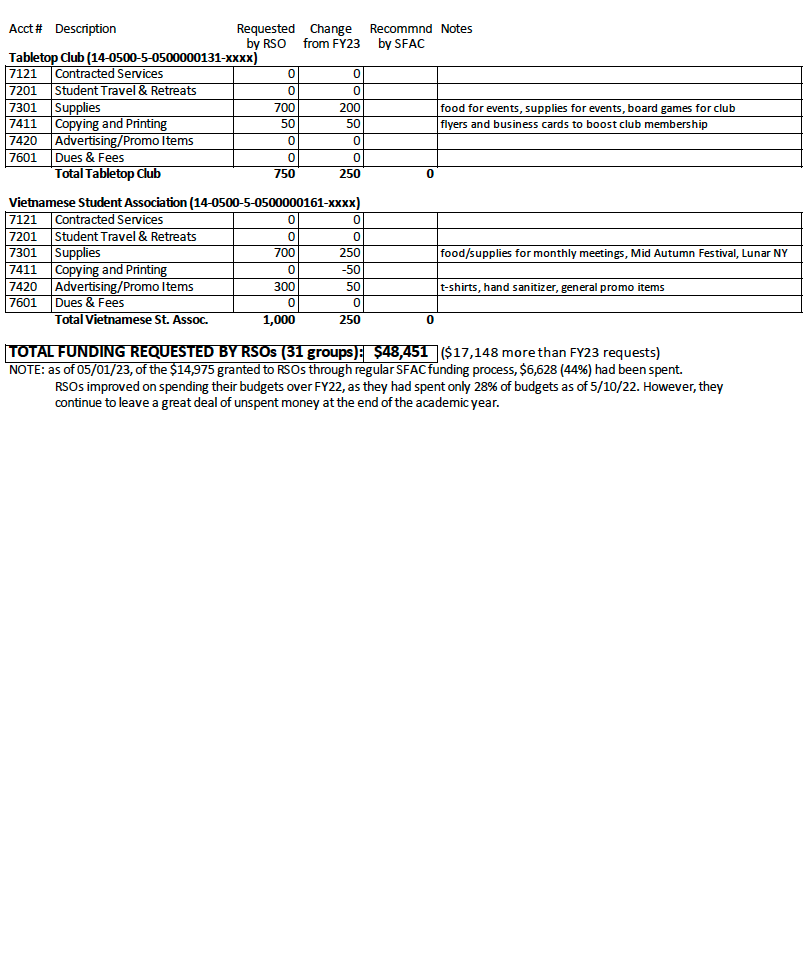 Acct # Description Requested Change Recommnd Notes
by RSO from FY23 by SFAC
Tabletop Club (14-0500-5-0500000131-xxxx)
7121 Contracted Services 0 0
7201 Student Travel & Retreats 0 0
7301 Supplies 700 200 food for events, supplies for events, board games for club
7411 Copying and Printing 50 50 flyers and business cards to boost club membership
7420 Advertising/Promo Items 0 0
7601 Dues & Fees 0 0
Total Tabletop Club 750 250 0
Vietnamese Student Association (14-0500-5-0500000161-xxxx)
7121 Contracted Services 0 0
7201 Student Travel & Retreats 0 0
7301 Supplies 700 250 food/supplies for monthly meetings, Mid Autumn Festival, Lunar NY
7411 Copying and Printing 0 -50
7420 Advertising/Promo Items 300 50 t-shirts, hand sanitizer, general promo items
7601 Dues & Fees 0 0
Total Vietnamese St. Assoc. 1,000 250 0
TOTAL FUNDING REQUESTED BY RSOs (31 groups): $48,451 ($17,148 more than FY23 requests)
NOTE: as of 05/01/23, of the $14,975 granted to RSOs through regular SFAC funding process, $6,628 (44%) had been spent.
RSOs improved on spending their budgets over FY22, as they had spent only 28% of budgets as of 5/10/22. However, they
continue to leave a great deal of unspent money at the end of the academic year.